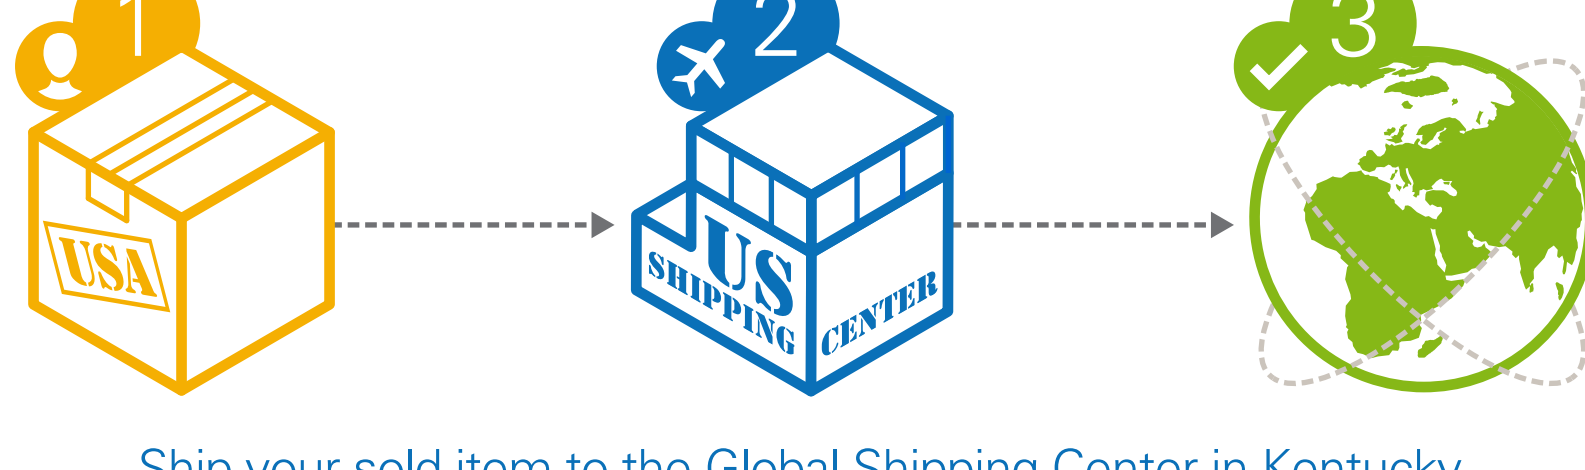 1
2
3
USA
US
SHIPPING
CENTER
Ship your sold item to the Global Shipping Center in Kentucky